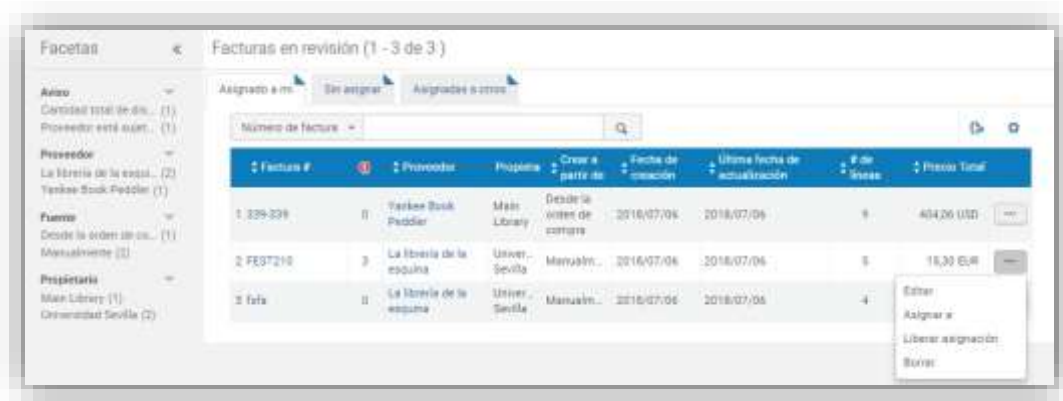 Facetas «
Facturas en revisión (1 - 3 de 3 )
Asignado a mí
Sin asignar
Asignadas a otros
Aviso
Cantidad total de dis... (1)
Proveedor está sujet... (1)
Proveedor
La librería de la esqui... (2)
Yankee Book Peddler (1)
Fuente
Desde la orden de co... (1)
Manualmente (2)
Propietario
Main Library (1)
Universidad Sevilla (2)
Número de factura
Factura #
Proveedor
Propieta
Crear a
partir de
Fecha de
creación
Última fecha de
actualización
# de
líneas
Precio Total
1 339-339
0
Yankee Book
Peddler
Main
Library
Desde la
orden de
compra
2018/07/06
2018/07/06
9
404,06 USD
2 FEST210
3
La librería de la
esquina
Univer...
Sevilla
Manualm...
2018/07/06
2018/07/06
5
15,30 EUR
3 fafa
0
La librería de la
esquina
Univer...
Sevilla
Manualm...
2018/07/06
2018/07/06
4
Editar
Asignar a
Liberar asignación
Borrar